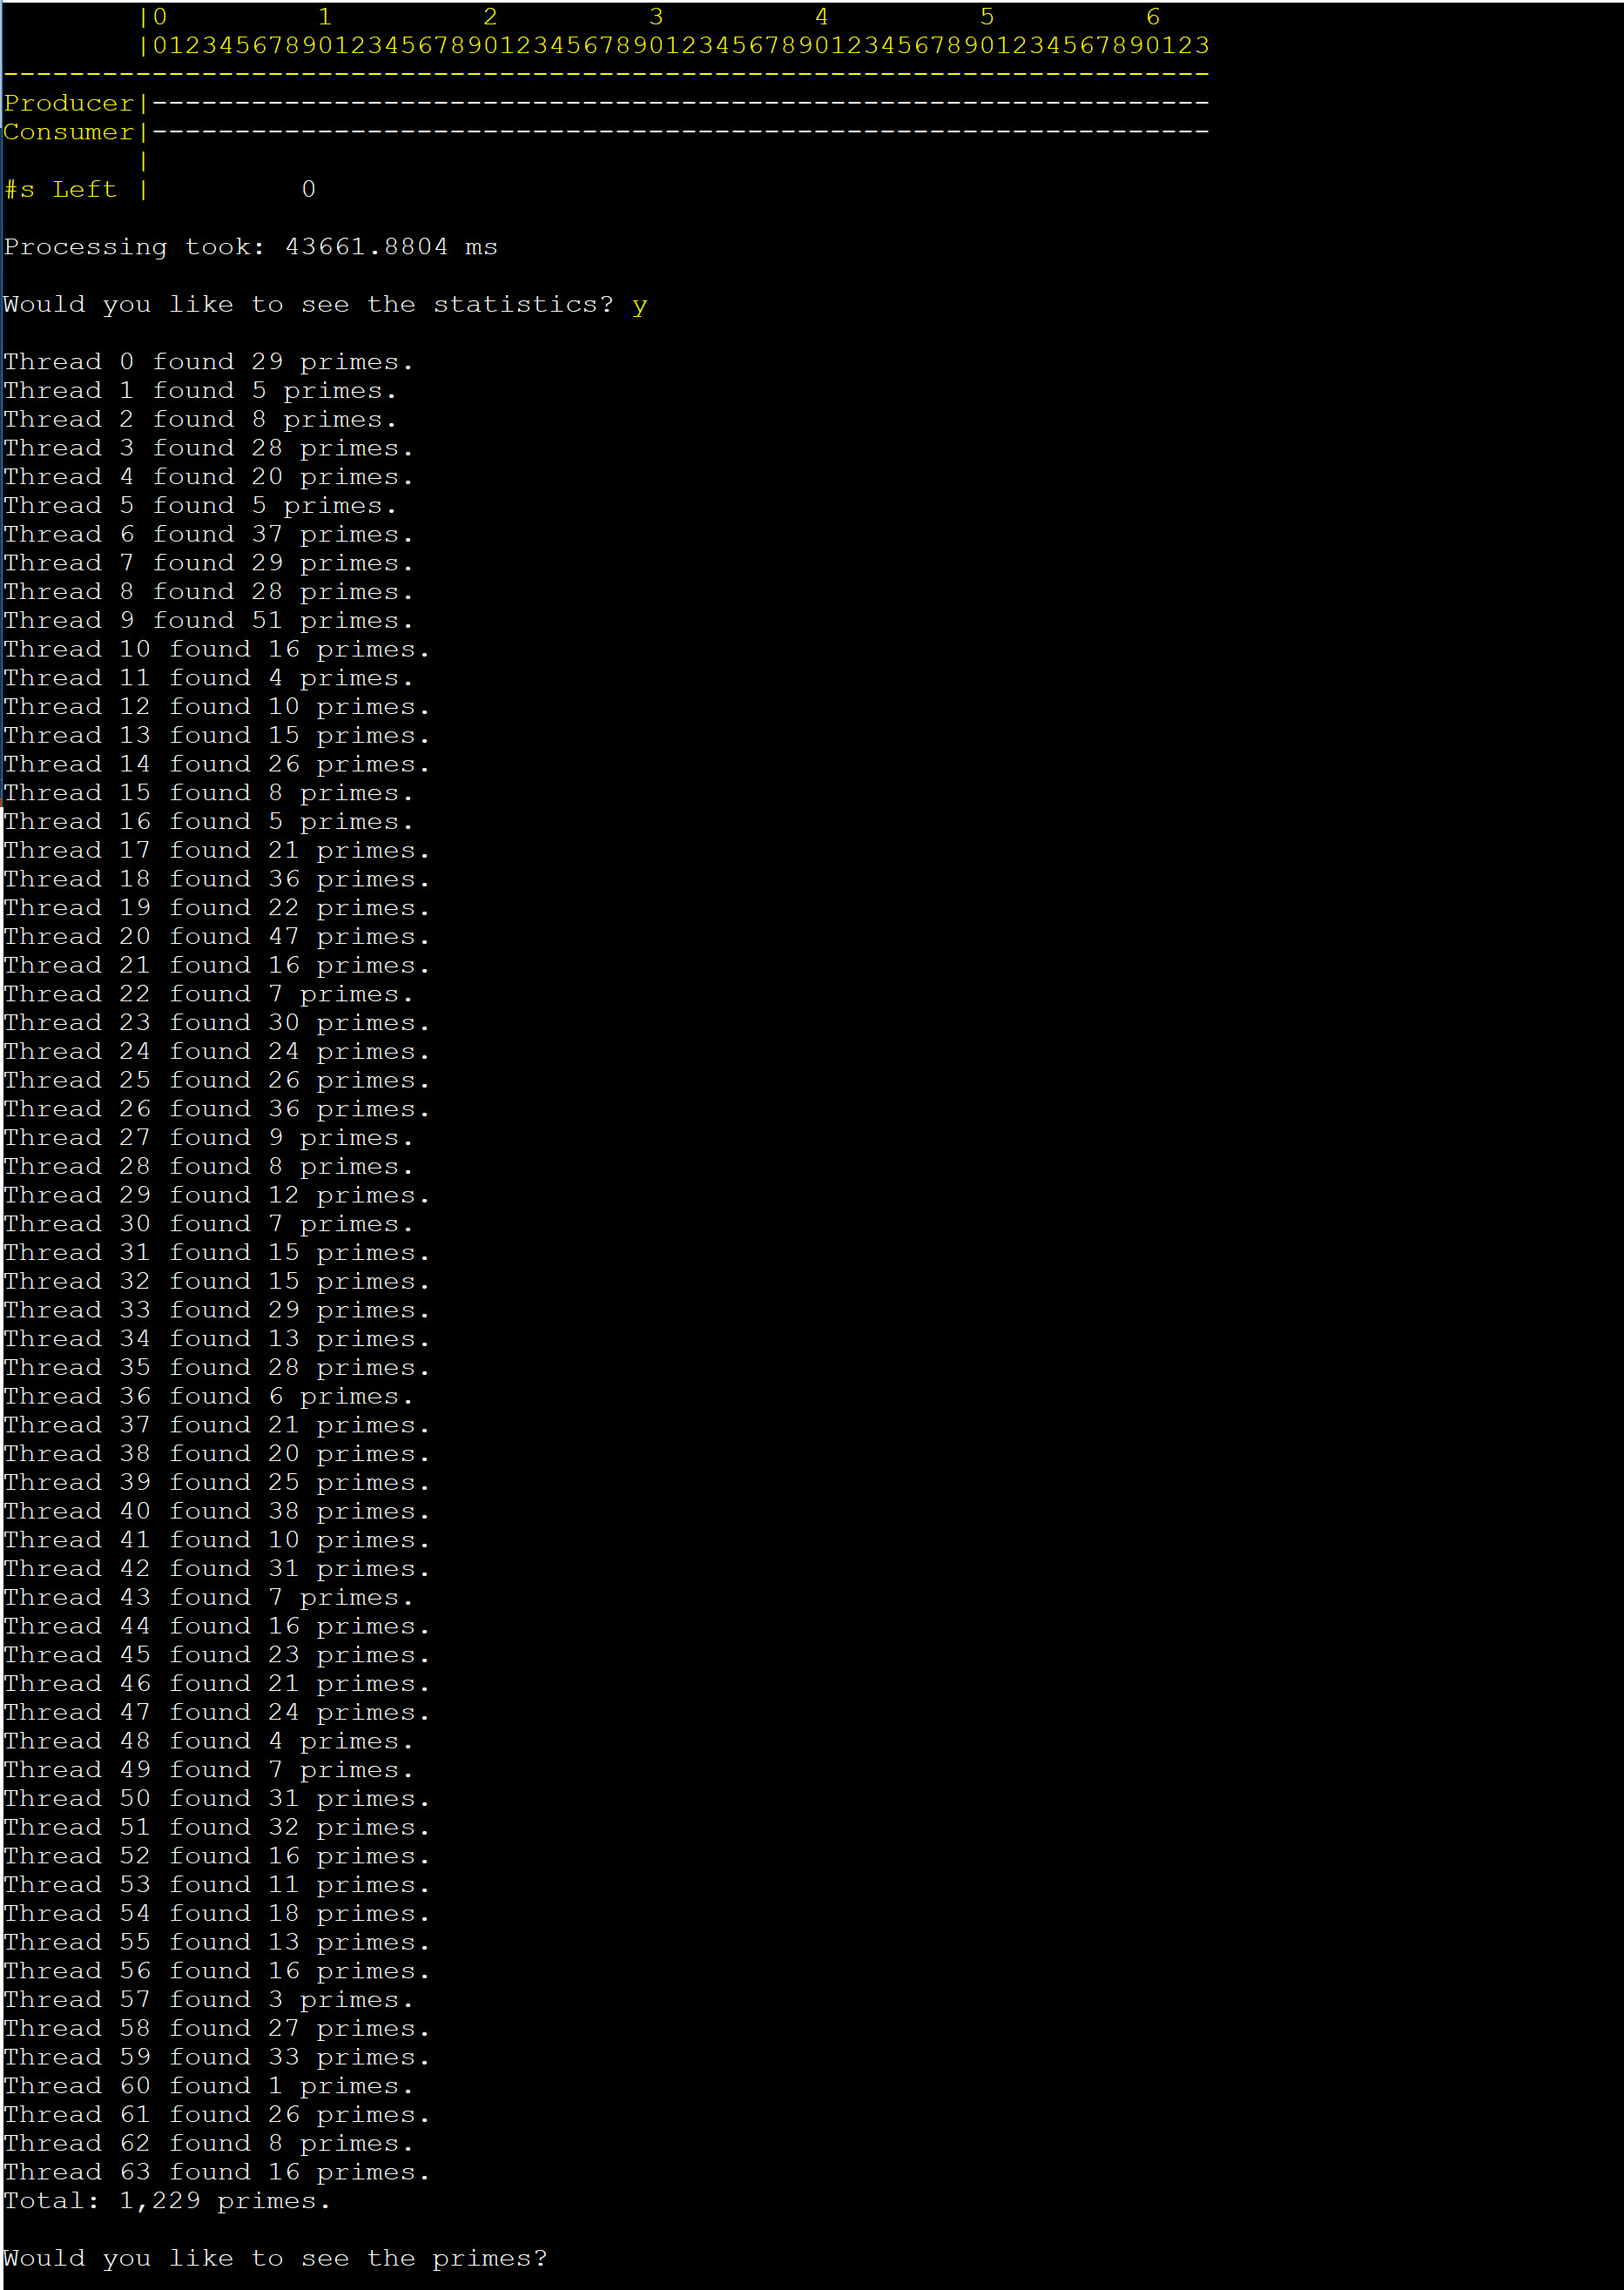 |0         1         2         3         4         5         6
|0123456789012345678901234567890123456789012345678901234567890123
-------------------------------------------------------------------------
Producer|----------------------------------------------------------------
Consumer|----------------------------------------------------------------
|
#s Left |         0
Processing took: 43661.8804 ms
Would you like to see the statistics? y
Thread 0 found 29 primes.
Thread 1 found 5 primes.
Thread 2 found 8 primes.
Thread 3 found 28 primes.
Thread 4 found 20 primes.
Thread 5 found 5 primes.
Thread 6 found 37 primes.
Thread 7 found 29 primes.
Thread 8 found 28 primes.
Thread 9 found 51 primes.
Thread 10 found 16 primes.
Thread 11 found 4 primes.
Thread 12 found 10 primes.
Thread 13 found 15 primes.
Thread 14 found 26 primes.
Thread 15 found 8 primes.
Thread 16 found 5 primes.
Thread 17 found 21 primes.
Thread 18 found 36 primes.
Thread 19 found 22 primes.
Thread 20 found 47 primes.
Thread 21 found 16 primes.
Thread 22 found 7 primes.
Thread 23 found 30 primes.
Thread 24 found 24 primes.
Thread 25 found 26 primes.
Thread 26 found 36 primes.
Thread 27 found 9 primes.
Thread 28 found 8 primes.
Thread 29 found 12 primes.
Thread 30 found 7 primes.
Thread 31 found 15 primes.
Thread 32 found 15 primes.
Thread 33 found 29 primes.
Thread 34 found 13 primes.
Thread 35 found 28 primes.
Thread 36 found 6 primes.
Thread 37 found 21 primes.
Thread 38 found 20 primes.
Thread 39 found 25 primes.
Thread 40 found 38 primes.
Thread 41 found 10 primes.
Thread 42 found 31 primes.
Thread 43 found 7 primes.
Thread 44 found 16 primes.
Thread 45 found 23 primes.
Thread 46 found 21 primes.
Thread 47 found 24 primes.
Thread 48 found 4 primes.
Thread 49 found 7 primes.
Thread 50 found 31 primes.
Thread 51 found 32 primes.
Thread 52 found 16 primes.
Thread 53 found 11 primes.
Thread 54 found 18 primes.
Thread 55 found 13 primes.
Thread 56 found 16 primes.
Thread 57 found 3 primes.
Thread 58 found 27 primes.
Thread 59 found 33 primes.
Thread 60 found 1 primes.
Thread 61 found 26 primes.
Thread 62 found 8 primes.
Thread 63 found 16 primes.
Total: 1,229 primes.
Would you like to see the primes?